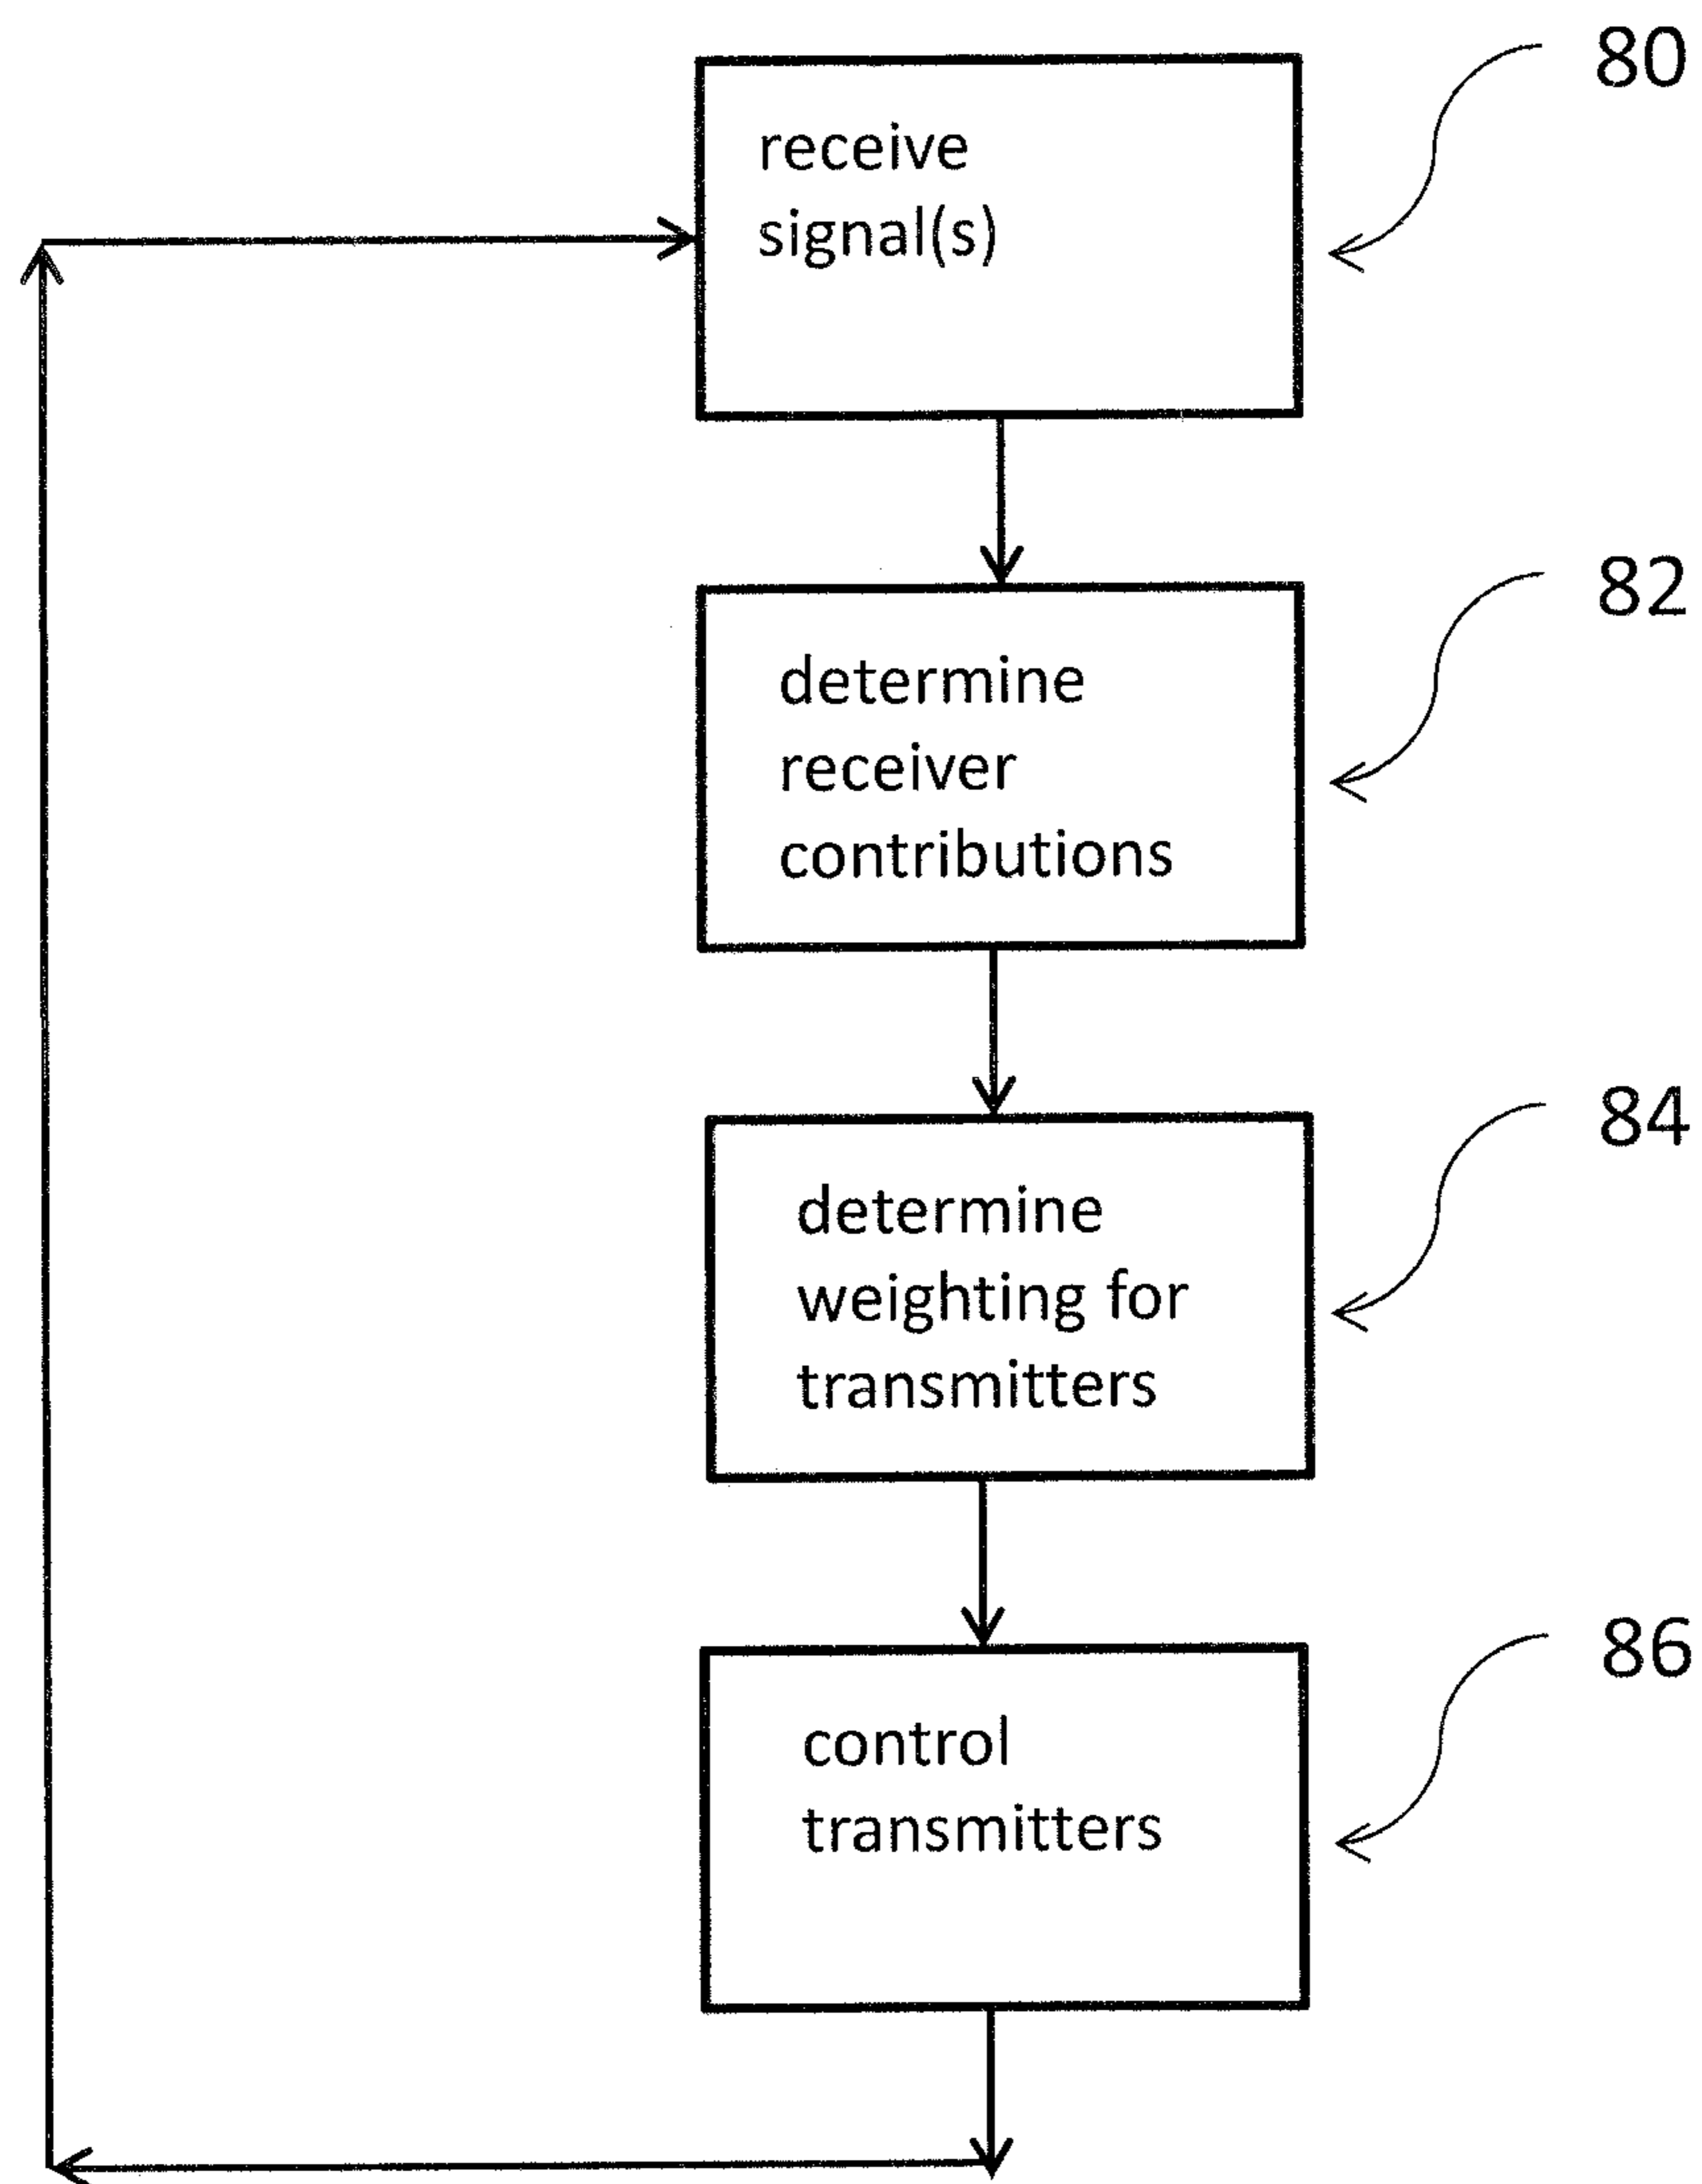 80
receive
signal(s)
82
determine
receiver
contributions
84
determine
weighting for
transmitters
86
control
transmitters